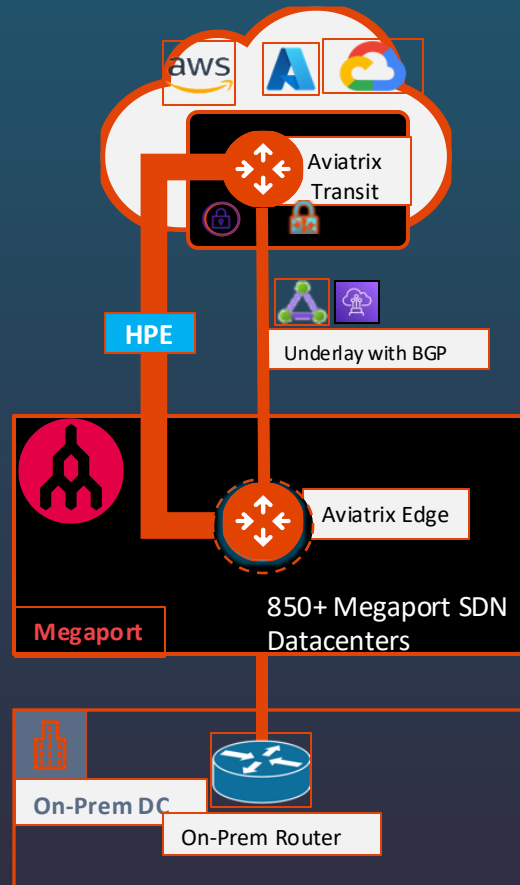 aws
Aviatrix
Transit
HPE
Underlay with BGP
Aviatrix Edge
850+ Megaport SDN
Datacenters
Megaport
On-Prem DC
On-Prem Router